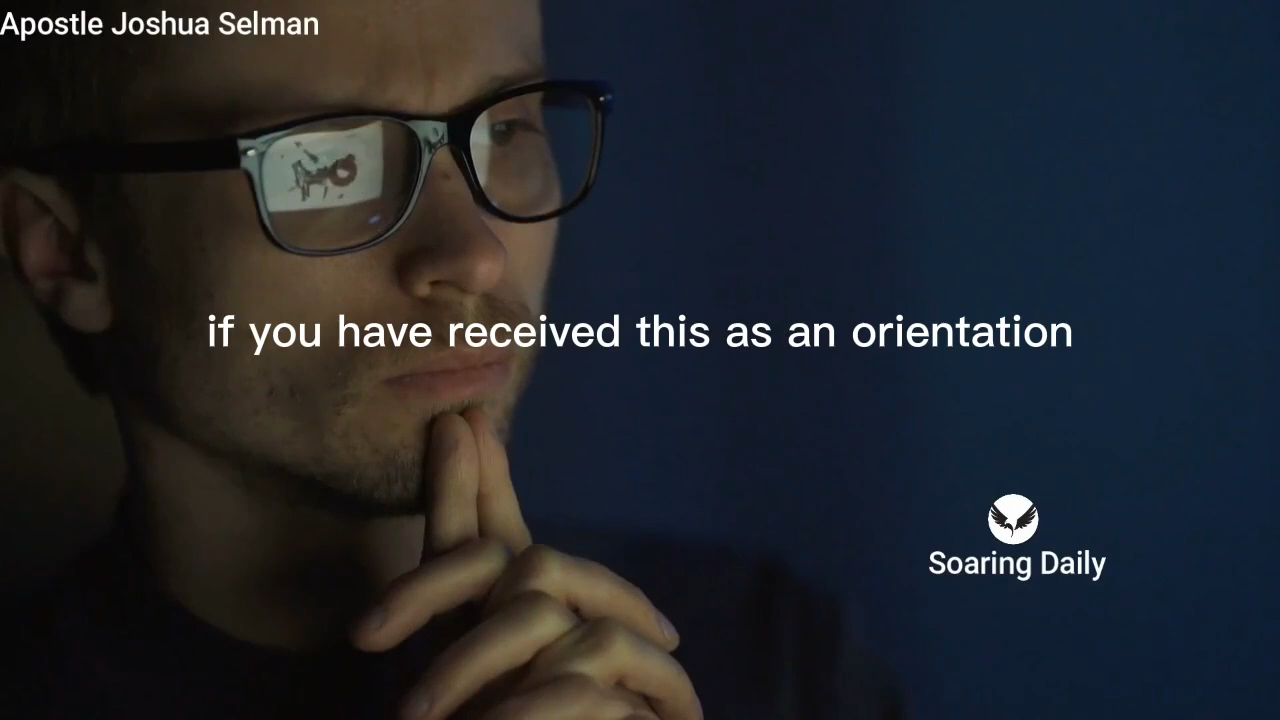 Apostle Joshua Selman
if you have received this as an orientation
Soaring Daily